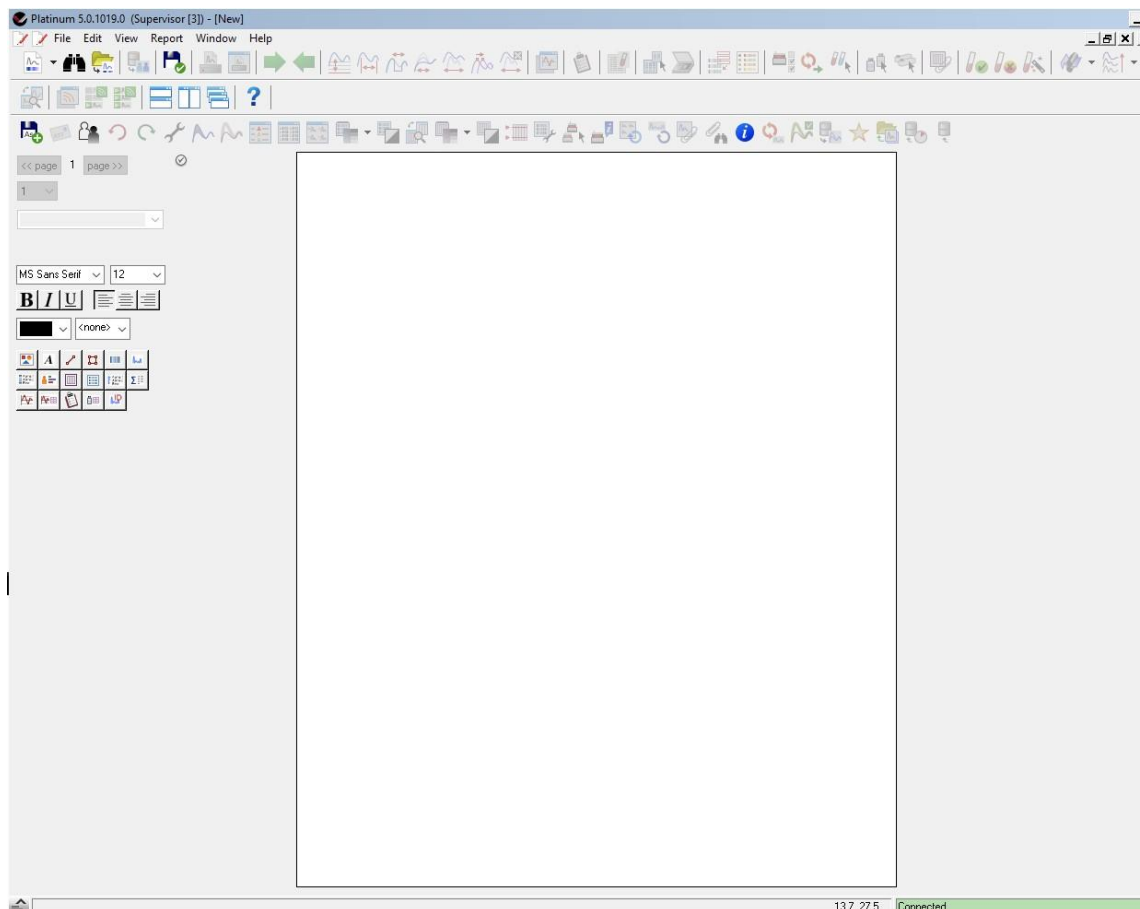 Platinum 5.0.1019.0 (Supervisor [3]) - [New]
File Edit View Report Window Help
?
<< page 1 page >>
1
MS Sans Serif 12
B I U
<none>
A
13.7, 27.5 Connected